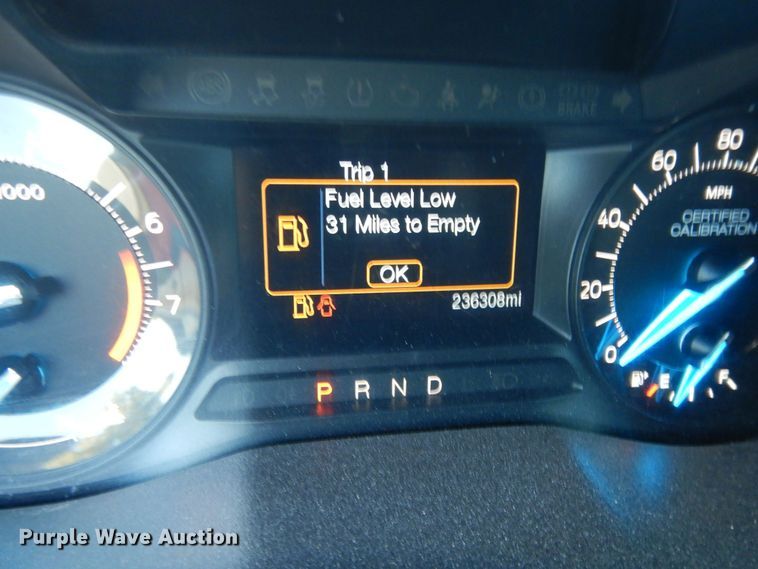 BRAKE
Trip 1
Fuel Level Low
31 Miles to Empty
OK
236308mi
P R N D
000
6
7
80
60
40
20
0
MPH
CERTIFIED
CALIBRATION
E
F
Purple Wave Auction